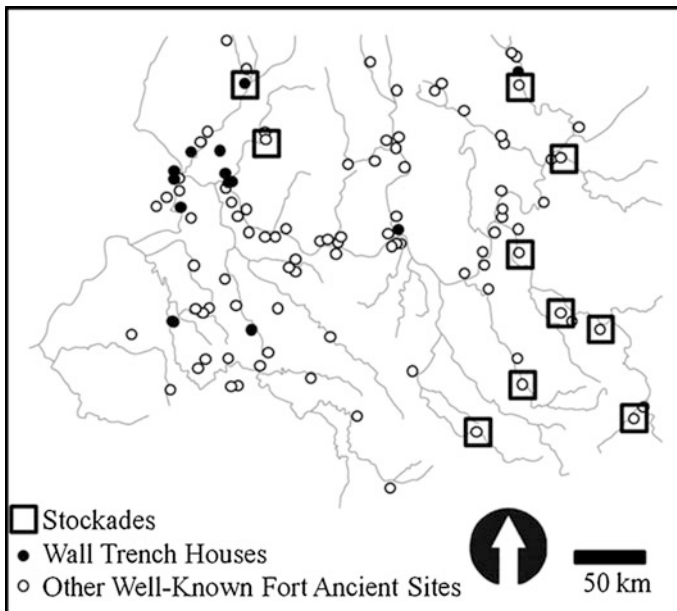 Stockades
Wall Trench Houses
Other Well-Known Fort Ancient Sites
50 km